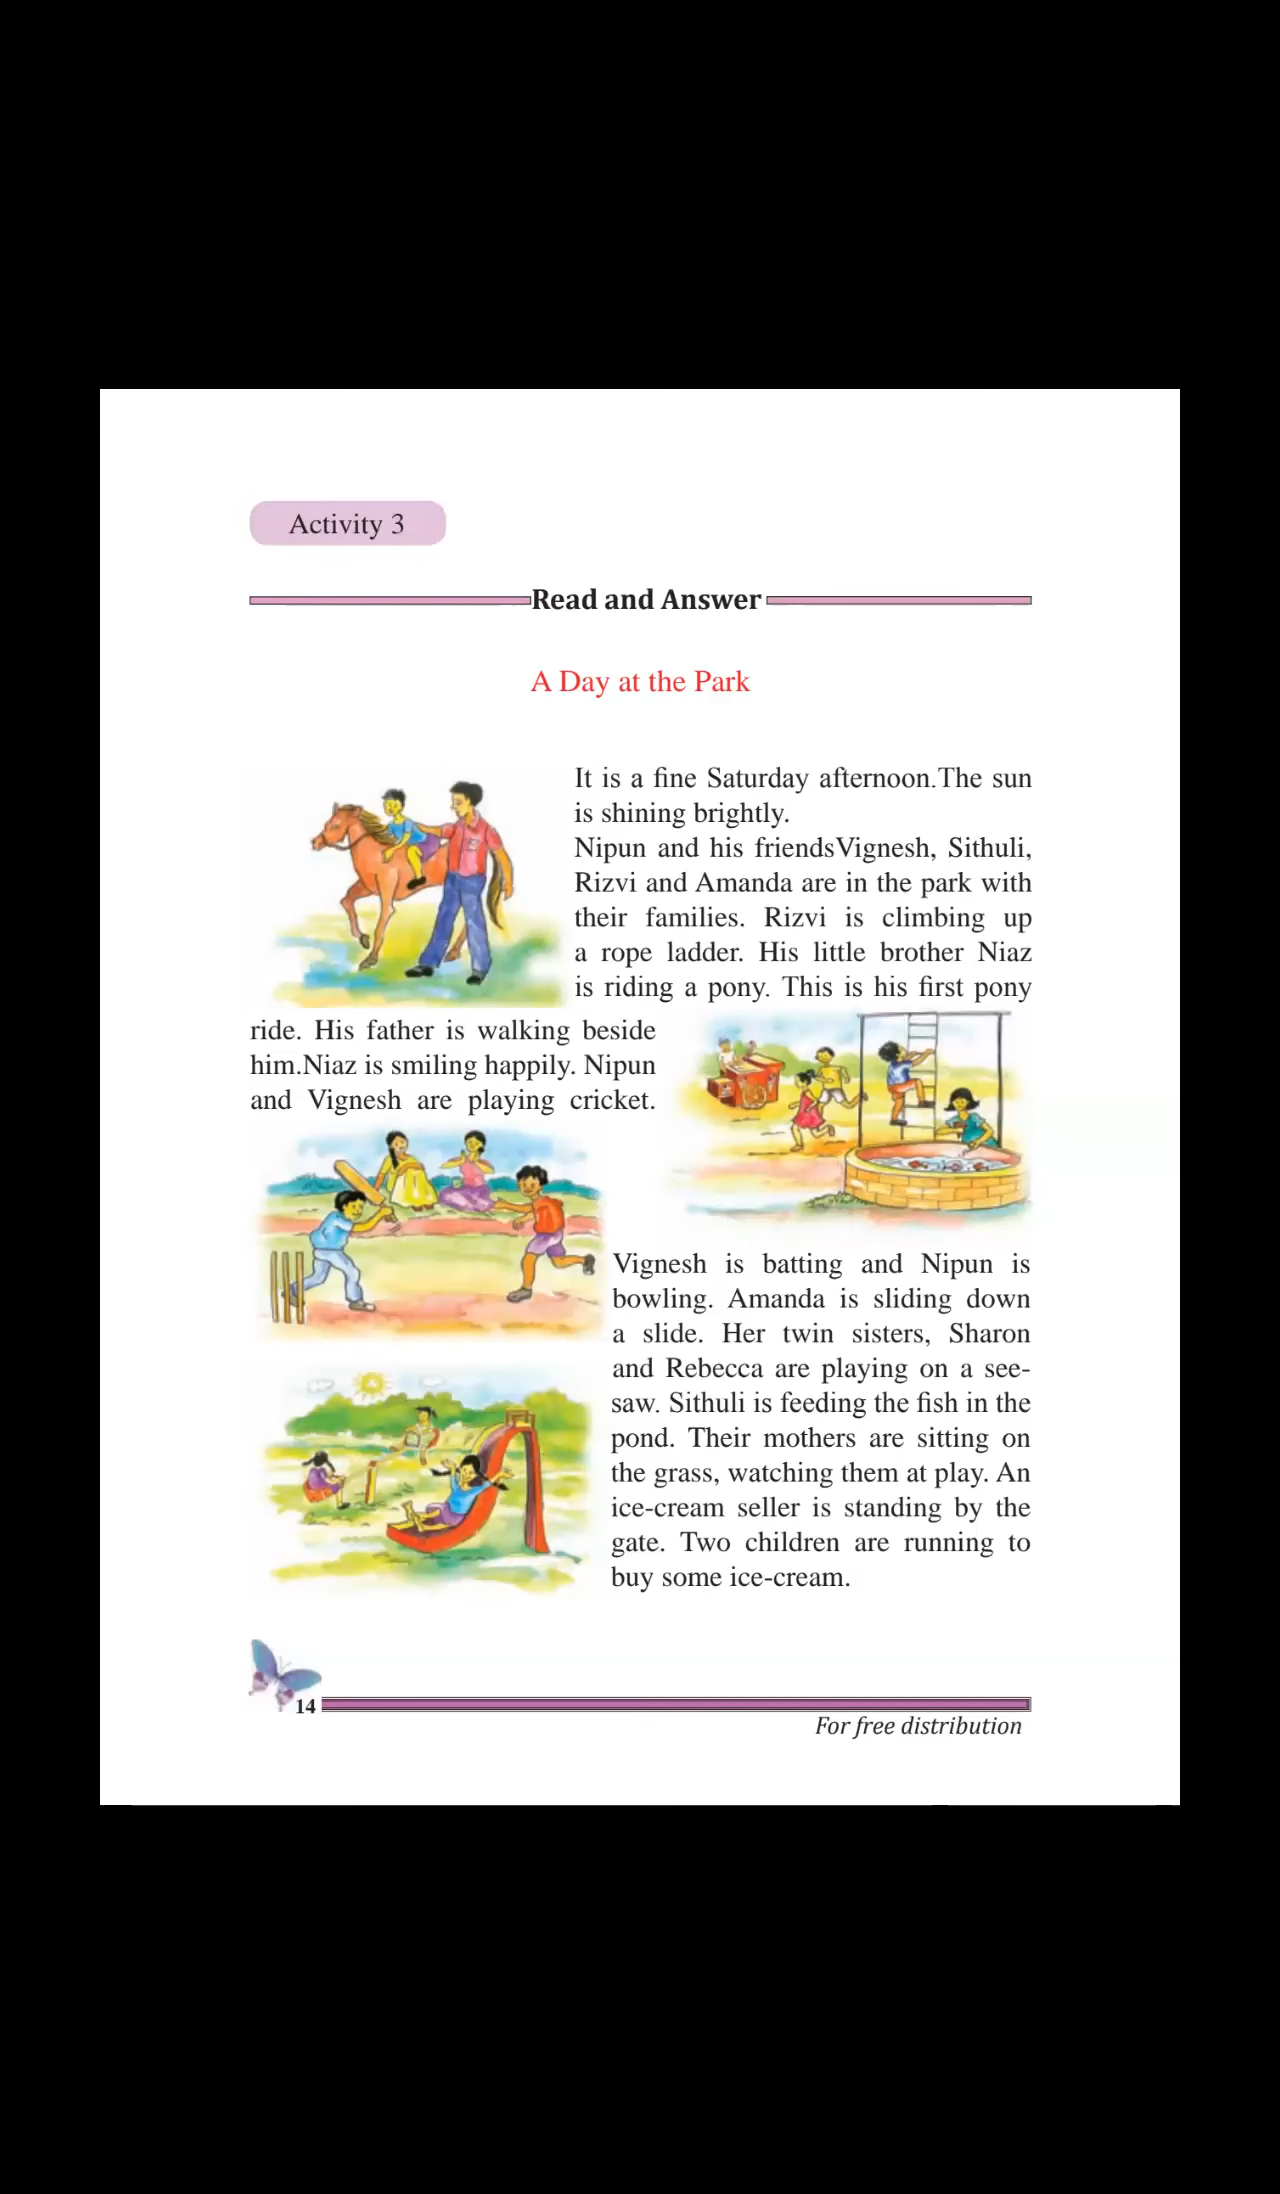 Activity 3
Read and Answer
A Day at the Park
It is a fine Saturday afternoon.The sun
is shining brightly.
Nipun and his friendsVignesh, Sithuli,
Rizvi and Amanda are in the park with
their families. Rizvi is climbing up
a rope ladder. His little brother Niaz
is riding a pony. This is his first pony
ride. His father is walking beside
him.Niaz is smiling happily. Nipun
and Vignesh are playing cricket.
Vignesh is batting and Nipun is
bowling. Amanda is sliding down
a slide. Her twin sisters, Sharon
and Rebecca are playing on a see-
saw. Sithuli is feeding the fish in the
pond. Their mothers are sitting on
the grass, watching them at play. An
ice-cream seller is standing by the
gate. Two children are running to
buy some ice-cream.
14
For free distribution